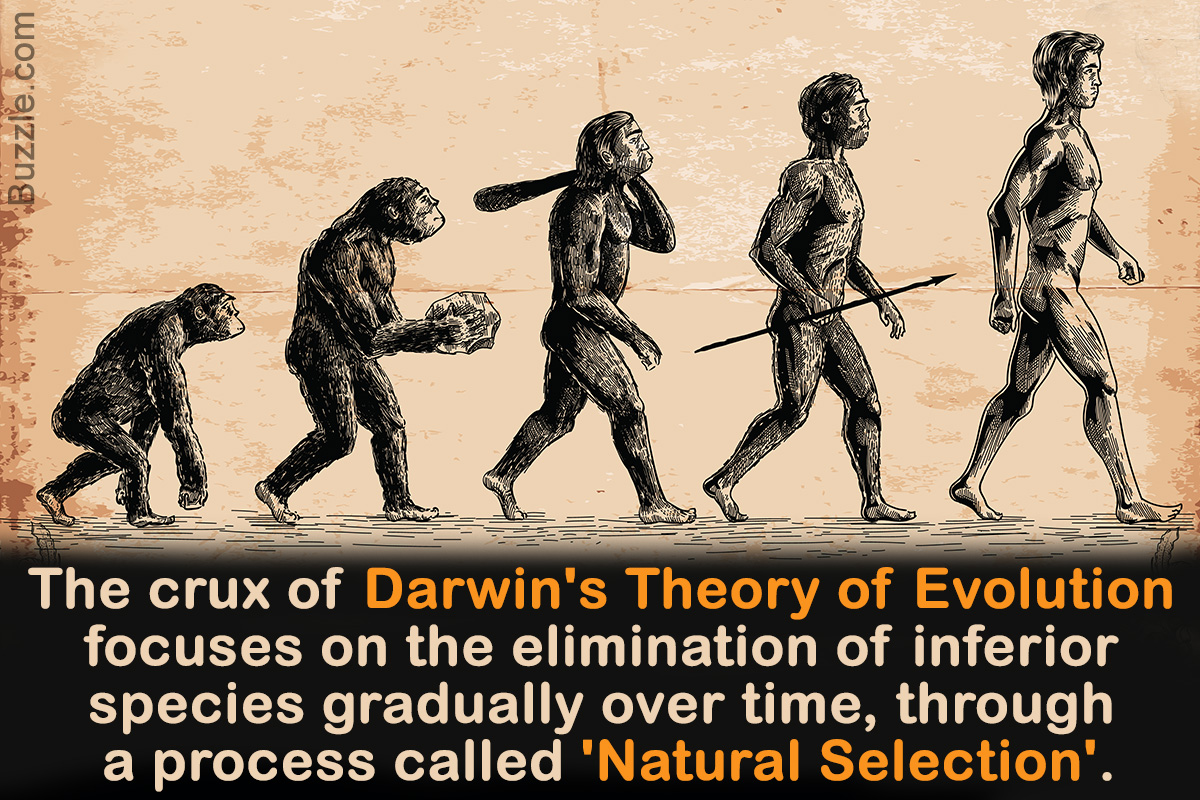 Buzzle.com
The crux of Darwin's Theory of Evolution
focuses on the elimination of inferior
species gradually over time, through
a process called 'Natural Selection'.